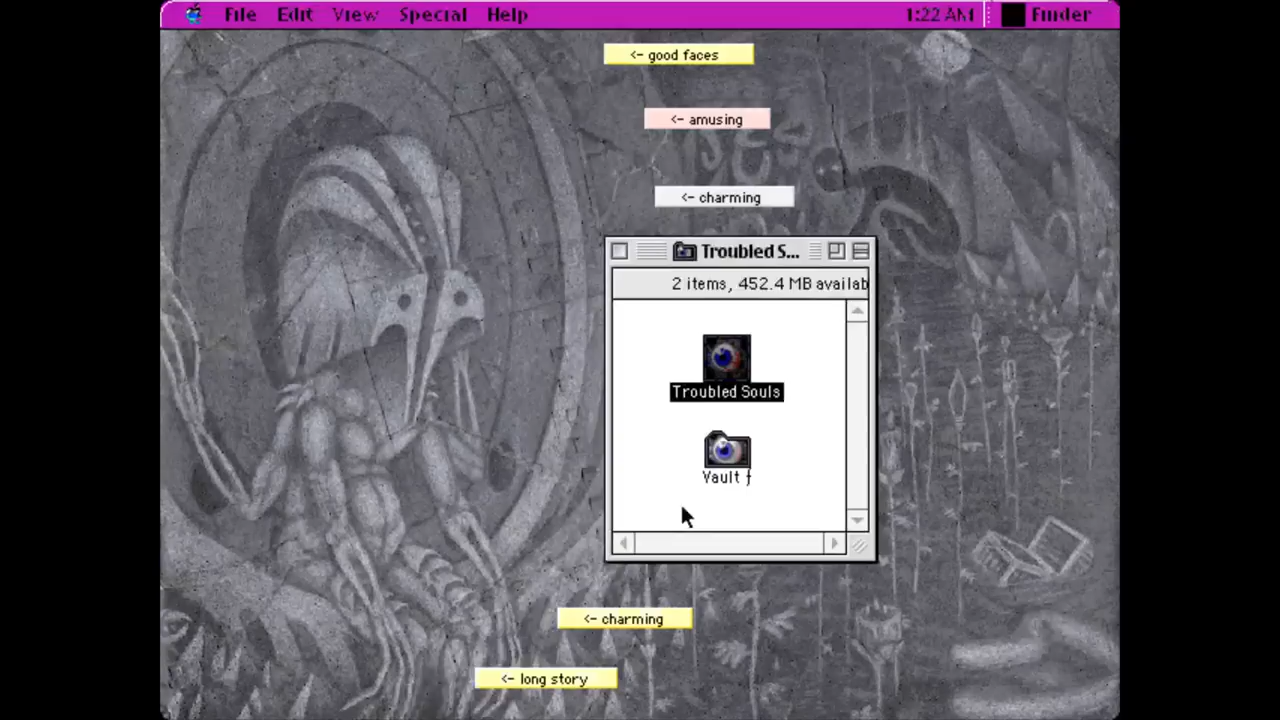 File Edit View Special Help 1:22 AM Finder
<- good faces
<- amusing
<- charming
Troubled S...
2 items, 452.4 MB availab
Troubled Souls
Vault ƒ
<- charming
<- long story